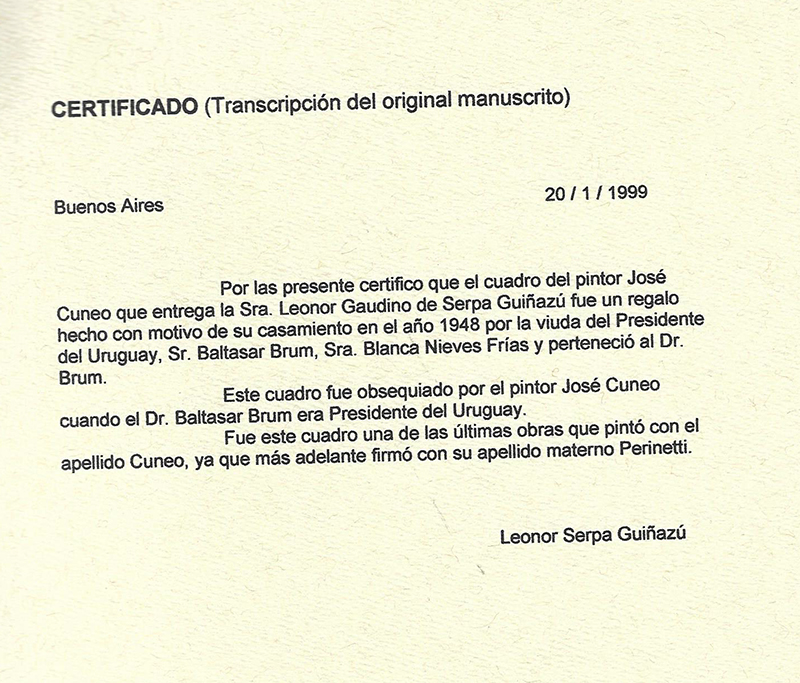 CERTIFICADO (Transcripción del original manuscrito)
Buenos Aires 20 / 1 / 1999
Por las presente certifico que el cuadro del pintor José
Cuneo que entrega la Sra. Leonor Gaudino de Serpa Guiñazú fue un regalo
hecho con motivo de su casamiento en el año 1948 por la viuda del Presidente
del Uruguay, Sr. Baltasar Brum, Sra. Blanca Nieves Frías y perteneció al Dr.
Brum.
Este cuadro fue obsequiado por el pintor José Cuneo
cuando el Dr. Baltasar Brum era Presidente del Uruguay.
Fue este cuadro una de las últimas obras que pintó con el
apellido Cuneo, ya que más adelante firmó con su apellido materno Perinetti.
Leonor Serpa Guiñazú